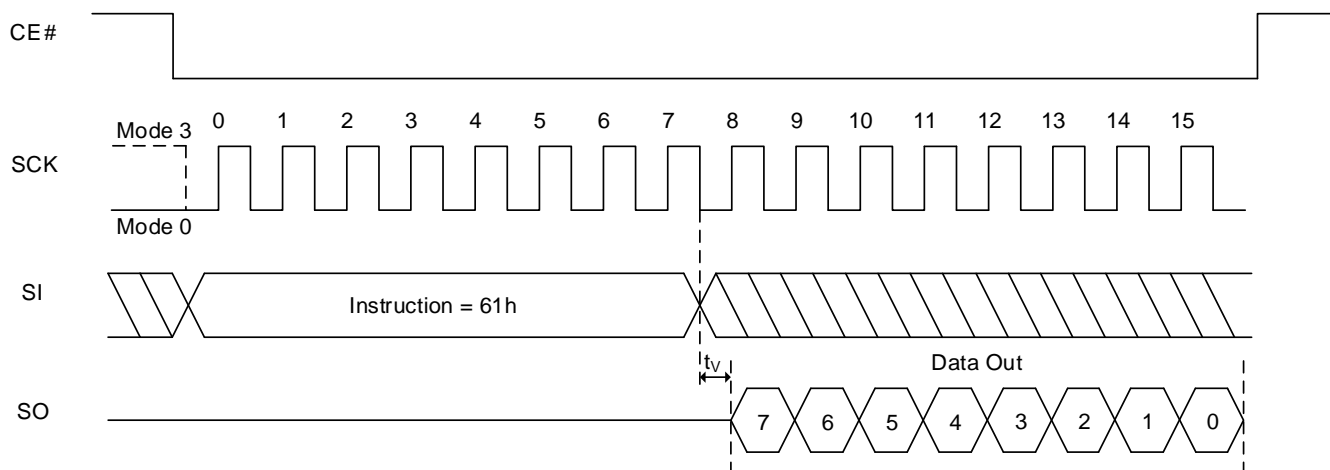 CE#
0 1 2 3 4 5 6 7 8 9 10 11 12 13 14 15
Mode 3
SCK
Mode 0
SI
Instruction = 61h
tV
Data Out
SO
7 6 5 4 3 2 1 0